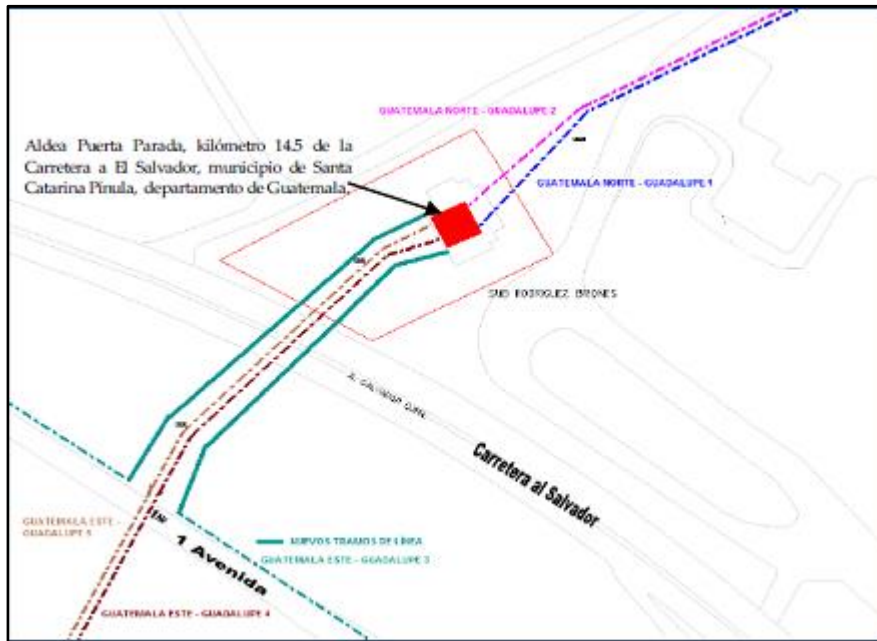 GUATEMALA NORTE - GUADALUPE 2
Aldea Puerta Parada, kilómetro 14.5 de la
Carretera a El Salvador, municipio de Santa
Catarina Pinula, departamento de Guatemala,
GUATEMALA NORTE - GUADALUPE 1
SUB RODRIGUEZ BRIONES
A. SALVADOR
Carretera al Salvador
GUATEMALA ESTE -
GUADALUPE 5
1 Avenida
NUEVOS TRAMOS DE LÍNEA
GUATEMALA ESTE - GUADALUPE 3
GUATEMALA ESTE - GUADALUPE 4